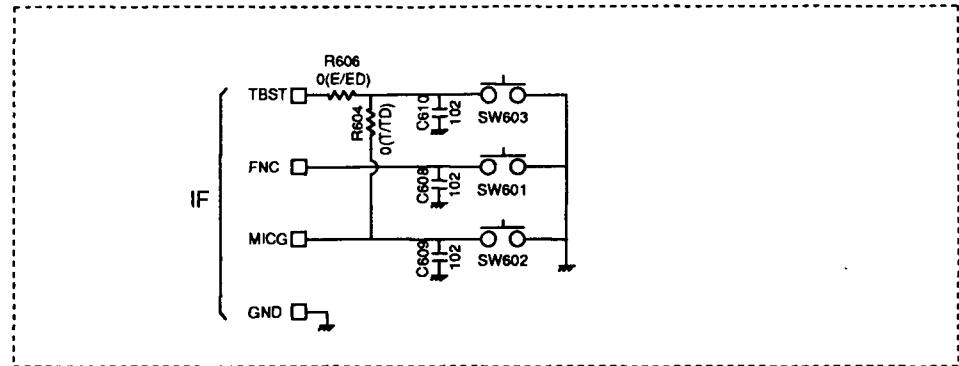 R606
0(E/ED)
TBST
R604
0(T/TD)
C610
102
SW603
FNC
C608
102
SW601
IF
MICG
C609
102
SW602
GND